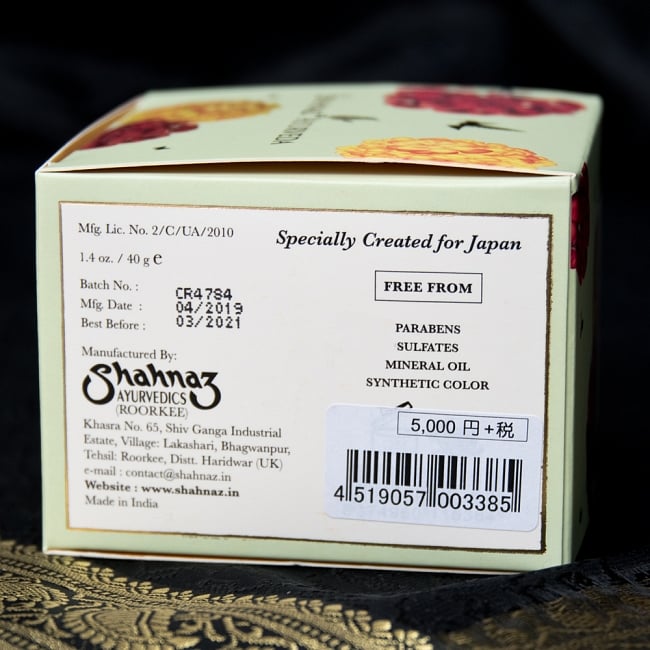 Mfg. Lic. No. 2/C/UA/2010
1.4 oz. / 40 g e
Batch No. : CR4784
Mfg. Date : 04/2019
Best Before : 03/2021
Manufactured By:
Shahnaz
AYURVEDICS
(ROORKEE)
Khasra No. 65, Shiv Ganga Industrial
Estate, Village: Lakashari, Bhagwanpur,
Tehsil: Roorkee, Distt. Haridwar (UK)
e-mail : contact@shahnaz.in
Website : www.shahnaz.in
Made in India
Specially Created for Japan
FREE FROM
PARABENS
SULFATES
MINERAL OIL
SYNTHETIC COLOR
5,000 円+税
4 519057 003385